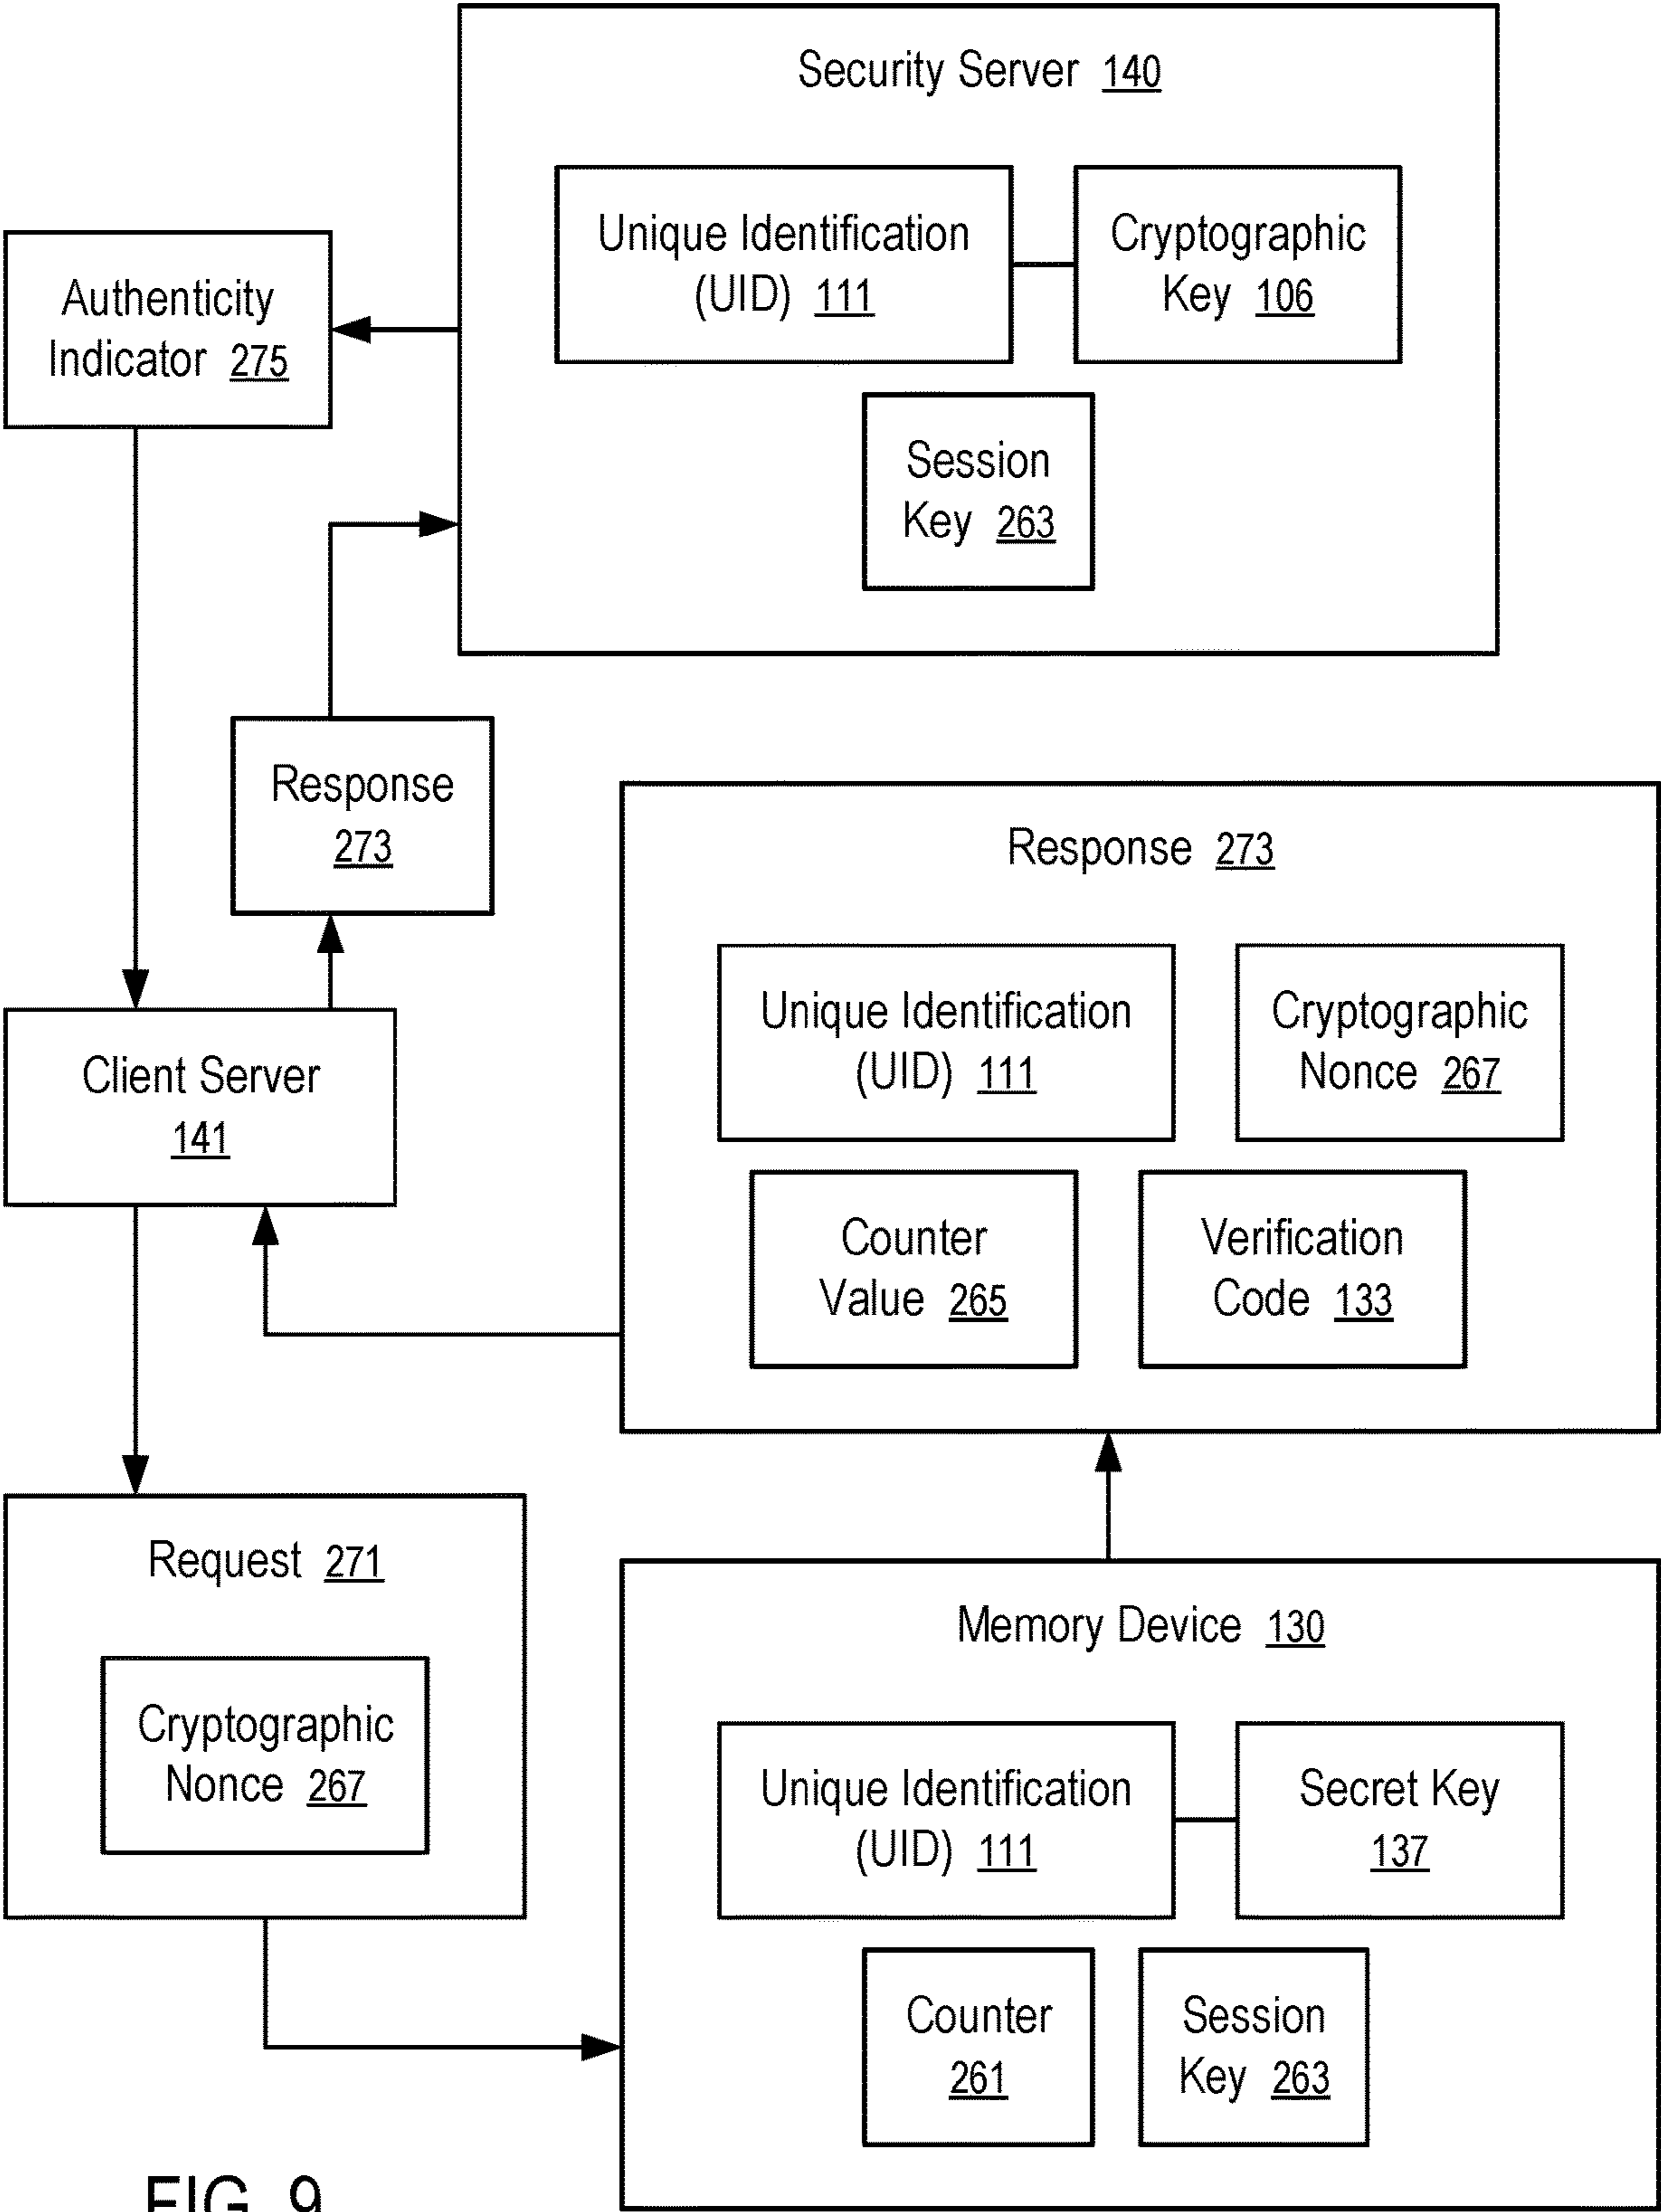 Security Server 140
Unique Identification
(UID) 111
Cryptographic
Key 106
Session
Key 263
Authenticity
Indicator 275
Response
273
Client Server
141
Response 273
Unique Identification
(UID) 111
Cryptographic
Nonce 267
Counter
Value 265
Verification
Code 133
Request 271
Cryptographic
Nonce 267
Memory Device 130
Unique Identification
(UID) 111
Secret Key
137
Counter
261
Session
Key 263
FIG. 9